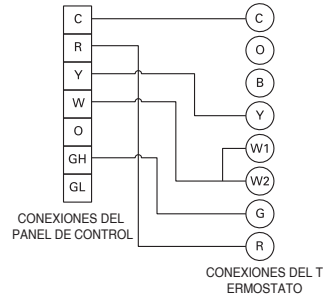 C
R
Y
W
O
GH
GL
CONEXIONES DEL
PANEL DE CONTROL
C
O
B
Y
W1
W2
G
R
CONEXIONES DEL T
ERMOSTATO